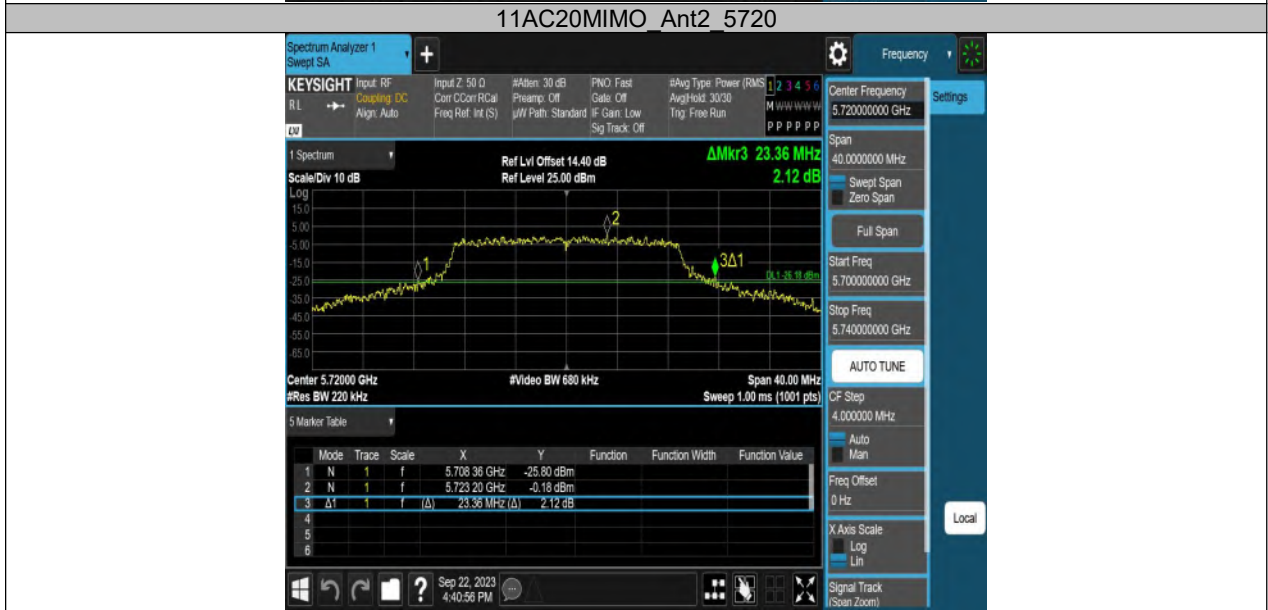 11AC20MIMO_Ant2_5720
Spectrum Analyzer 1
Swept SA
+
Frequency
KEYSIGHT Input: RF Input Z: 50 Ω #Atten: 30 dB PNO: Fast #Avg Type: Power (RMS 1 2 3 4 5 6
RL Coupling: DC Corr CCorr RCal Preamp: Off Gate: Off Avg|Hold: 30/30 M W W W W W
Align: Auto Freq Ref: Int (S) µW Path: Standard IF Gain: Low Trig: Free Run
Sig Track: Off P P P P P P
LXI
Center Frequency
5.720000000 GHz
Settings
Span
40.0000000 MHz
Swept Span
Zero Span
Full Span
Start Freq
5.700000000 GHz
Stop Freq
5.740000000 GHz
AUTO TUNE
CF Step
4.000000 MHz
Auto
Man
Freq Offset
0 Hz
X Axis Scale
Log
Lin
Signal Track
(Span Zoom)
Local
1 Spectrum
Ref Lvl Offset 14.40 dB
ΔMkr3 23.36 MHz
Scale/Div 10 dB
Ref Level 25.00 dBm
2.12 dB
Log
15.0
5.00
-5.00
-15.0
-25.0
-35.0
-45.0
-55.0
-65.0
1
2
3Δ1
DL1 -26.18 dBm
Center 5.72000 GHz #Video BW 680 kHz Span 40.00 MHz
#Res BW 220 kHz Sweep 1.00 ms (1001 pts)
5 Marker Table
Mode Trace Scale X Y Function Function Width Function Value
1 N 1 f 5.708 36 GHz -25.80 dBm
2 N 1 f 5.723 20 GHz -0.18 dBm
3 Δ1 1 f (Δ) 23.36 MHz (Δ) 2.12 dB
4
5
6
?
Sep 22, 2023
4:40:56 PM